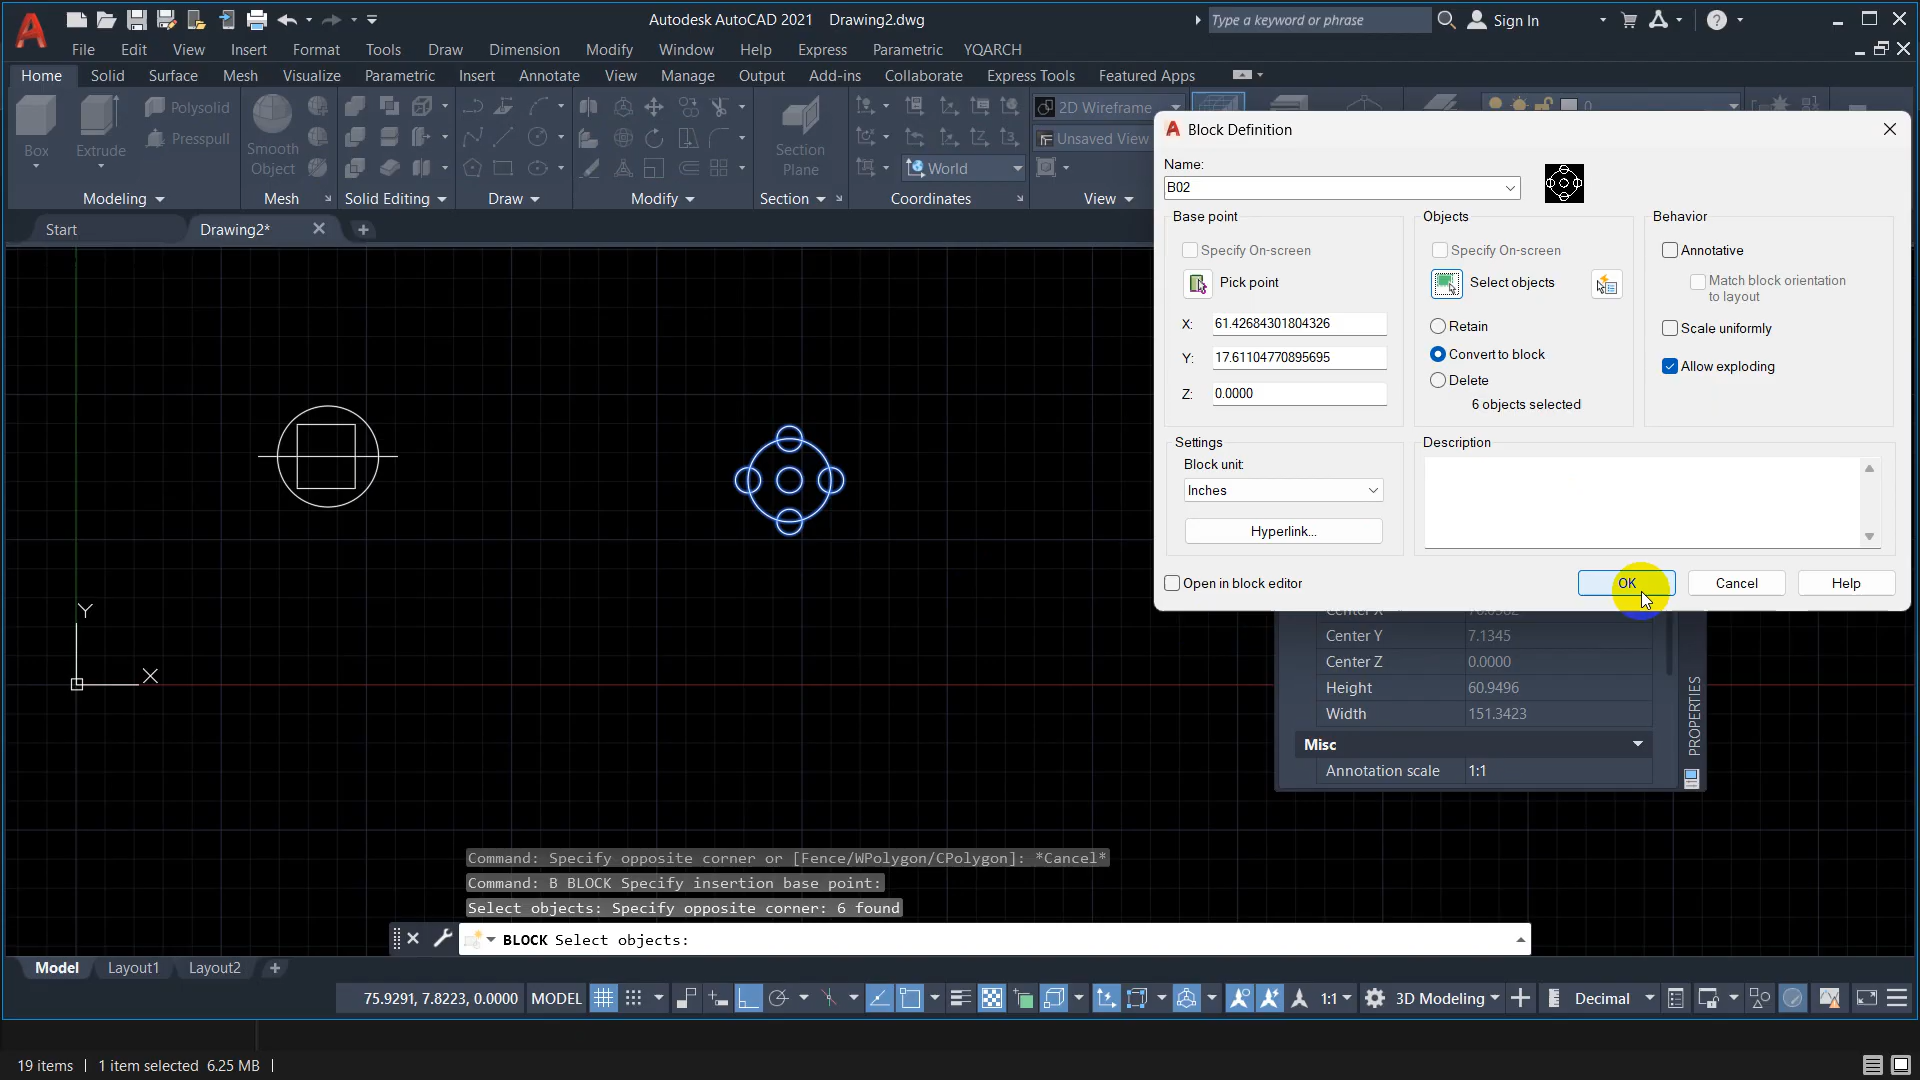 Autodesk AutoCAD 2021 Drawing2.dwg
Type a keyword or phrase
Sign In
File Edit View Insert Format Tools Draw Dimension Modify Window Help Express Parametric YQARCH
Home Solid Surface Mesh Visualize Parametric Insert Annotate View Manage Output Add-ins Collaborate Express Tools Featured Apps
Box Extrude Polysolid Presspull
Smooth Object
Section Plane
2D Wireframe
Unsaved View
World
0
Modeling Mesh Solid Editing Draw Modify Section Coordinates View
Start Drawing2*
Block Definition
Name:
B02
Base point
Specify On-screen
Pick point
X: 61.42684301804326
Y: 17.61104770895695
Z: 0.0000
Objects
Specify On-screen
Select objects
Retain
Convert to block
Delete
6 objects selected
Behavior
Annotative
Match block orientation
to layout
Scale uniformly
Allow exploding
Settings
Block unit:
Inches
Hyperlink...
Description
Open in block editor
OK Cancel Help
Center Y 7.1345
Center Z 0.0000
Height 60.9496
Width 151.3423
Misc
Annotation scale 1:1
PROPERTIES
Y
X
Command: Specify opposite corner or [Fence/WPolygon/CPolygon]: *Cancel*
Command: B BLOCK Specify insertion base point:
Select objects: Specify opposite corner: 6 found
BLOCK Select objects:
Model Layout1 Layout2
75.9291, 7.8223, 0.0000 MODEL 1:1 3D Modeling Decimal
19 items 1 item selected 6.25 MB